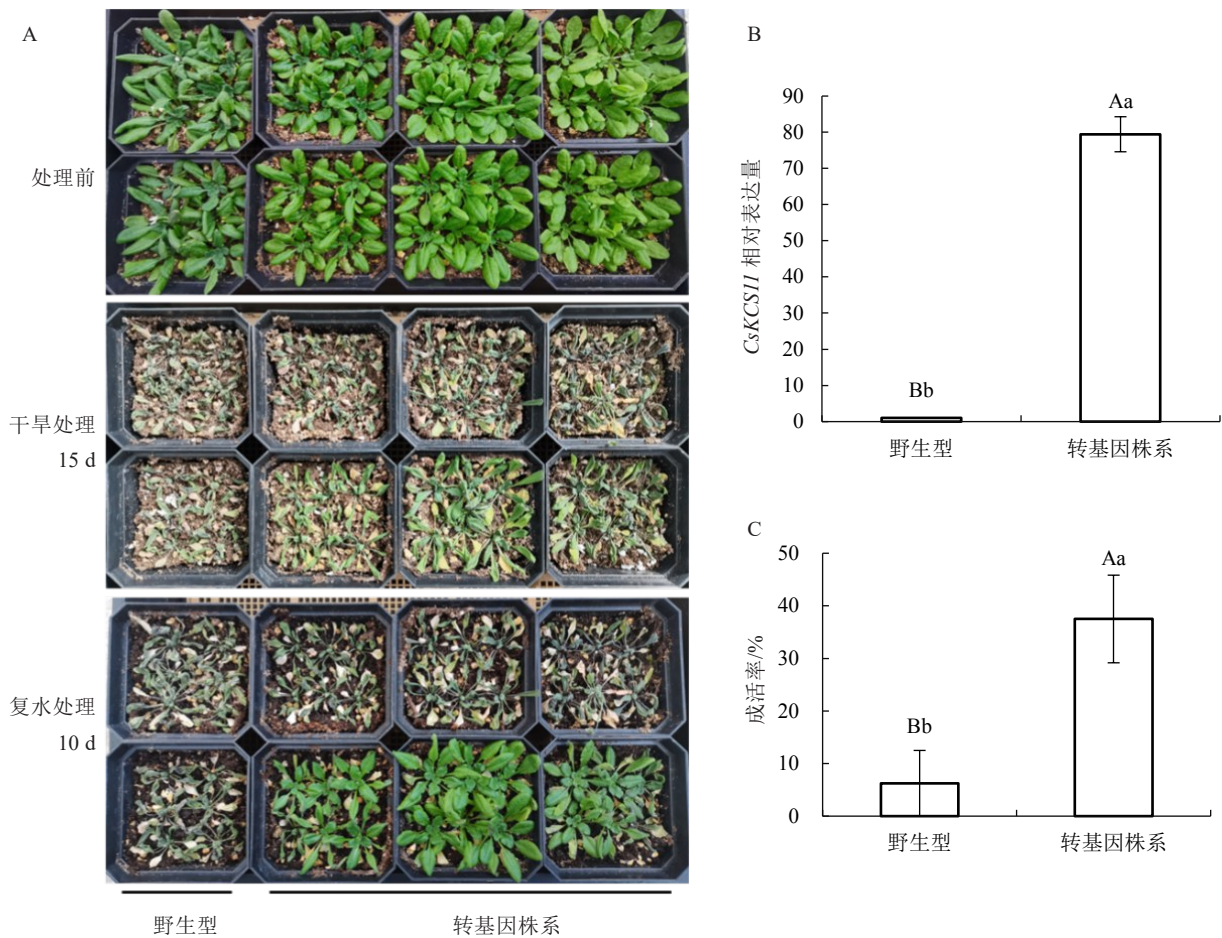 A
处理前
干旱处理
15 d
复水处理
10 d
野生型
转基因株系
B
CsKCS11 相对表达量
90
80
70
60
50
40
30
20
10
0
Bb
Aa
野生型
转基因株系
C
成活率/%
50
40
30
20
10
0
Bb
Aa
野生型
转基因株系